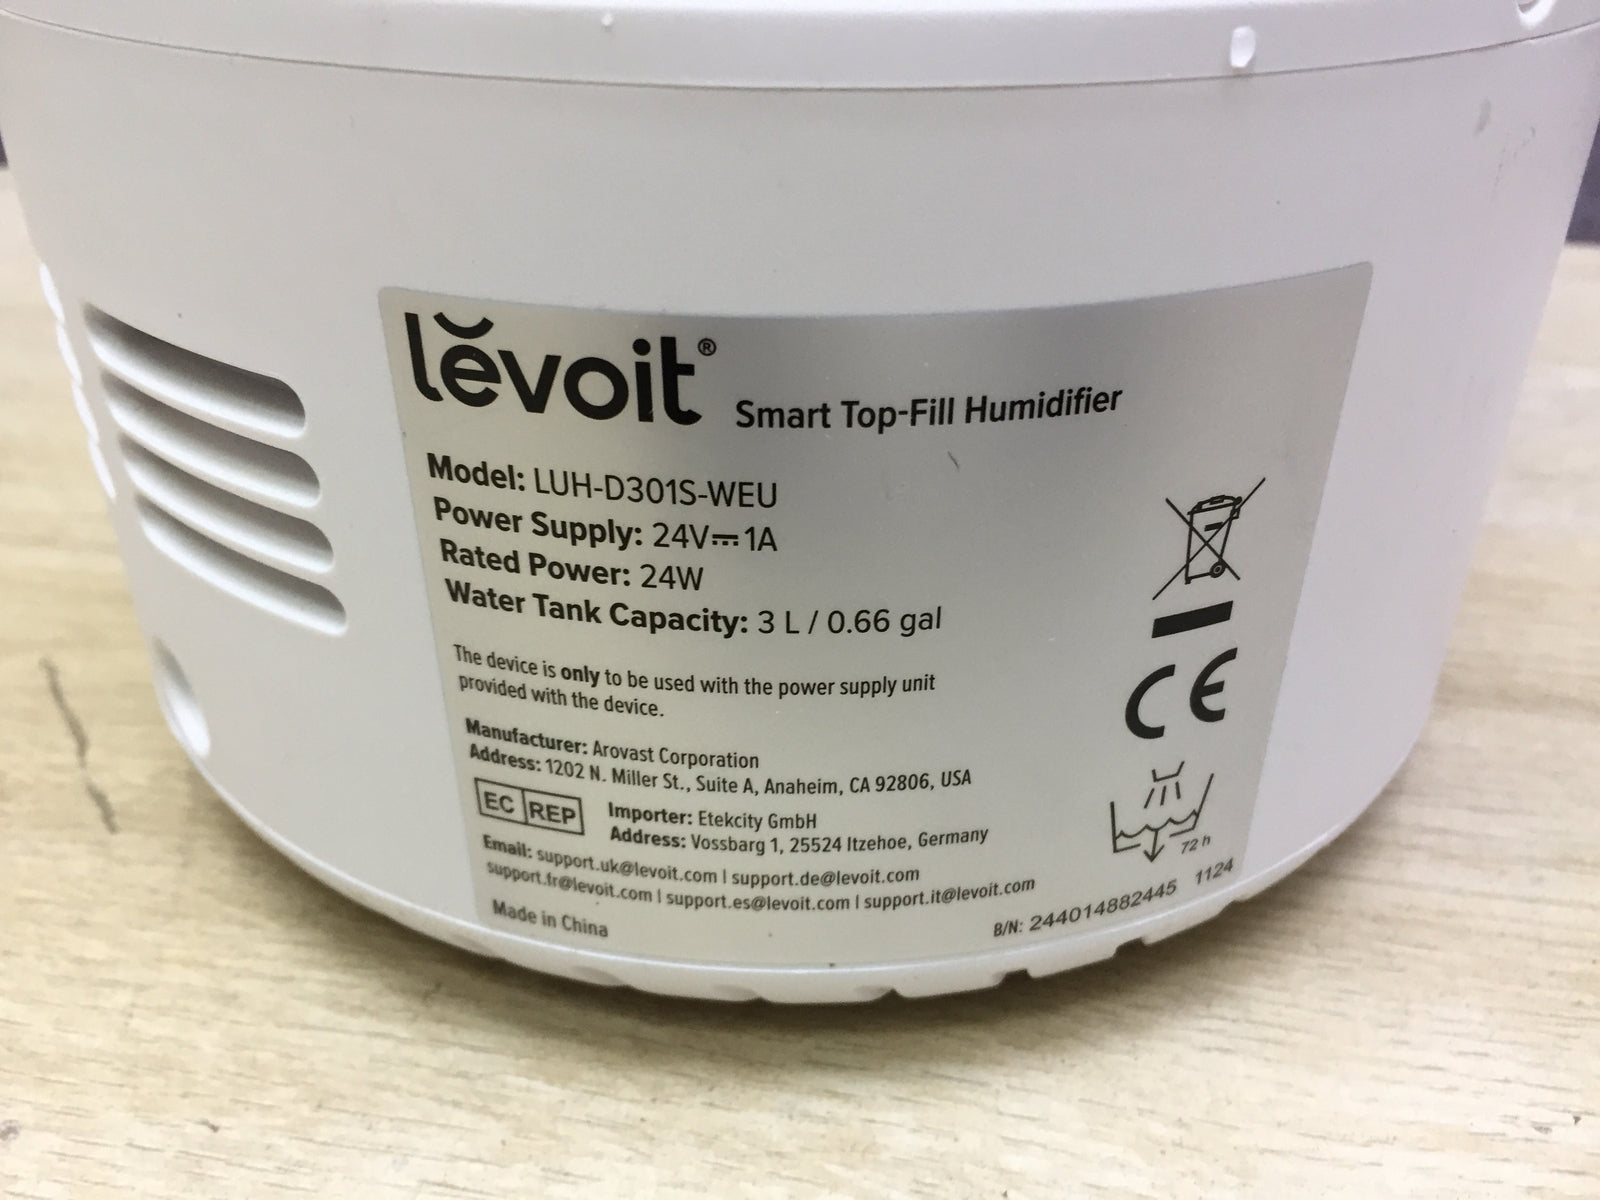 lĕvoit® Smart Top-Fill Humidifier
Model: LUH-D301S-WEU
Power Supply: 24V⎓1A
Rated Power: 24W
Water Tank Capacity: 3 L / 0.66 gal
The device is only to be used with the power supply unit
provided with the device.
Manufacturer: Arovast Corporation
Address: 1202 N. Miller St., Suite A, Anaheim, CA 92806, USA
EC REP
Importer: Etekcity GmbH
Address: Vossbarg 1, 25524 Itzehoe, Germany
Email: support.uk@levoit.com | support.de@levoit.com
support.fr@levoit.com | support.es@levoit.com | support.it@levoit.com
Made in China
CE
72 h
B/N: 244014882445 1124